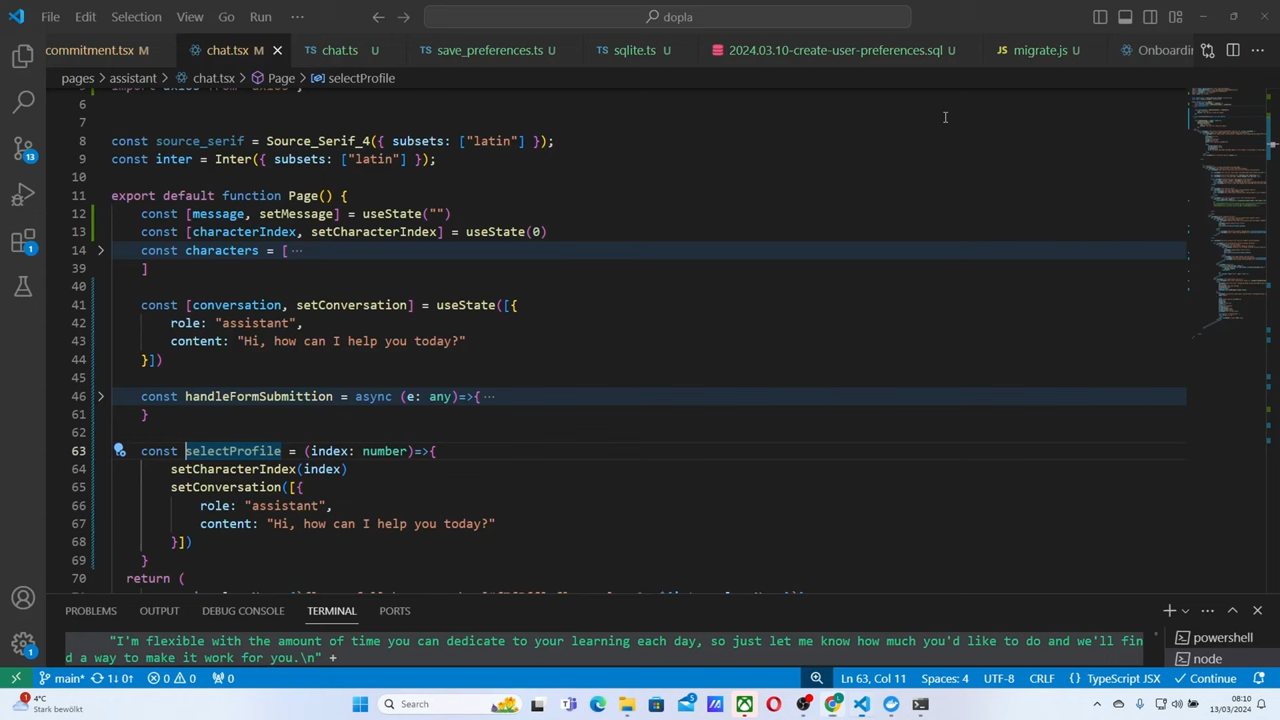 File Edit Selection View Go Run ··· dopla
commitment.tsx M chat.tsx M chat.ts U save_preferences.ts U sqlite.ts U 2024.03.10-create-user-preferences.sql U migrate.js U Onboardin
pages > assistant > chat.tsx > Page > selectProfile
6
7
8 const source_serif = Source_Serif_4({ subsets: ["latin"] });
9 const inter = Inter({ subsets: ["latin"] });
10
11 export default function Page() {
12 const [message, setMessage] = useState("")
13 const [characterIndex, setCharacterIndex] = useState(0)
14 const characters = [···
39 ]
40
41 const [conversation, setConversation] = useState([{
42 role: "assistant",
43 content: "Hi, how can I help you today?"
44 }])
45
46 const handleFormSubmittion = async (e: any)=>{···
61 }
62
63 const selectProfile = (index: number)=>{
64 setCharacterIndex(index)
65 setConversation([{
66 role: "assistant",
67 content: "Hi, how can I help you today?"
68 }])
69 }
70 return (
PROBLEMS OUTPUT DEBUG CONSOLE TERMINAL PORTS
"I'm flexible with the amount of time you can dedicate to your learning each day, so just let me know how much you'd like to do and we'll fin
d a way to make it work for you.\n" +
powershell
node
main* 1↓ 0↑ 0 0 0 Ln 63, Col 11 Spaces: 4 UTF-8 CRLF {} TypeScript JSX Continue
4°C
Stark bewölkt
Search
08:10
13/03/2024